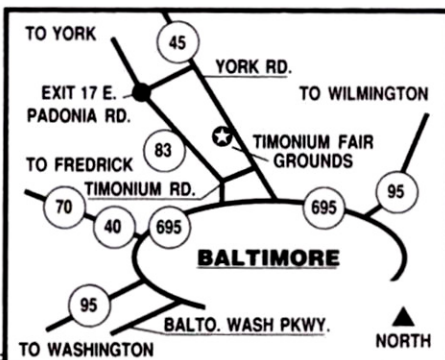 TO YORK
45
YORK RD.
EXIT 17 E.
PADONIA RD.
TO WILMINGTON
83
TIMONIUM FAIR
GROUNDS
TO FREDRICK
TIMONIUM RD.
95
70
40
695
695
BALTIMORE
95
BALTO. WASH PKWY.
TO WASHINGTON
NORTH